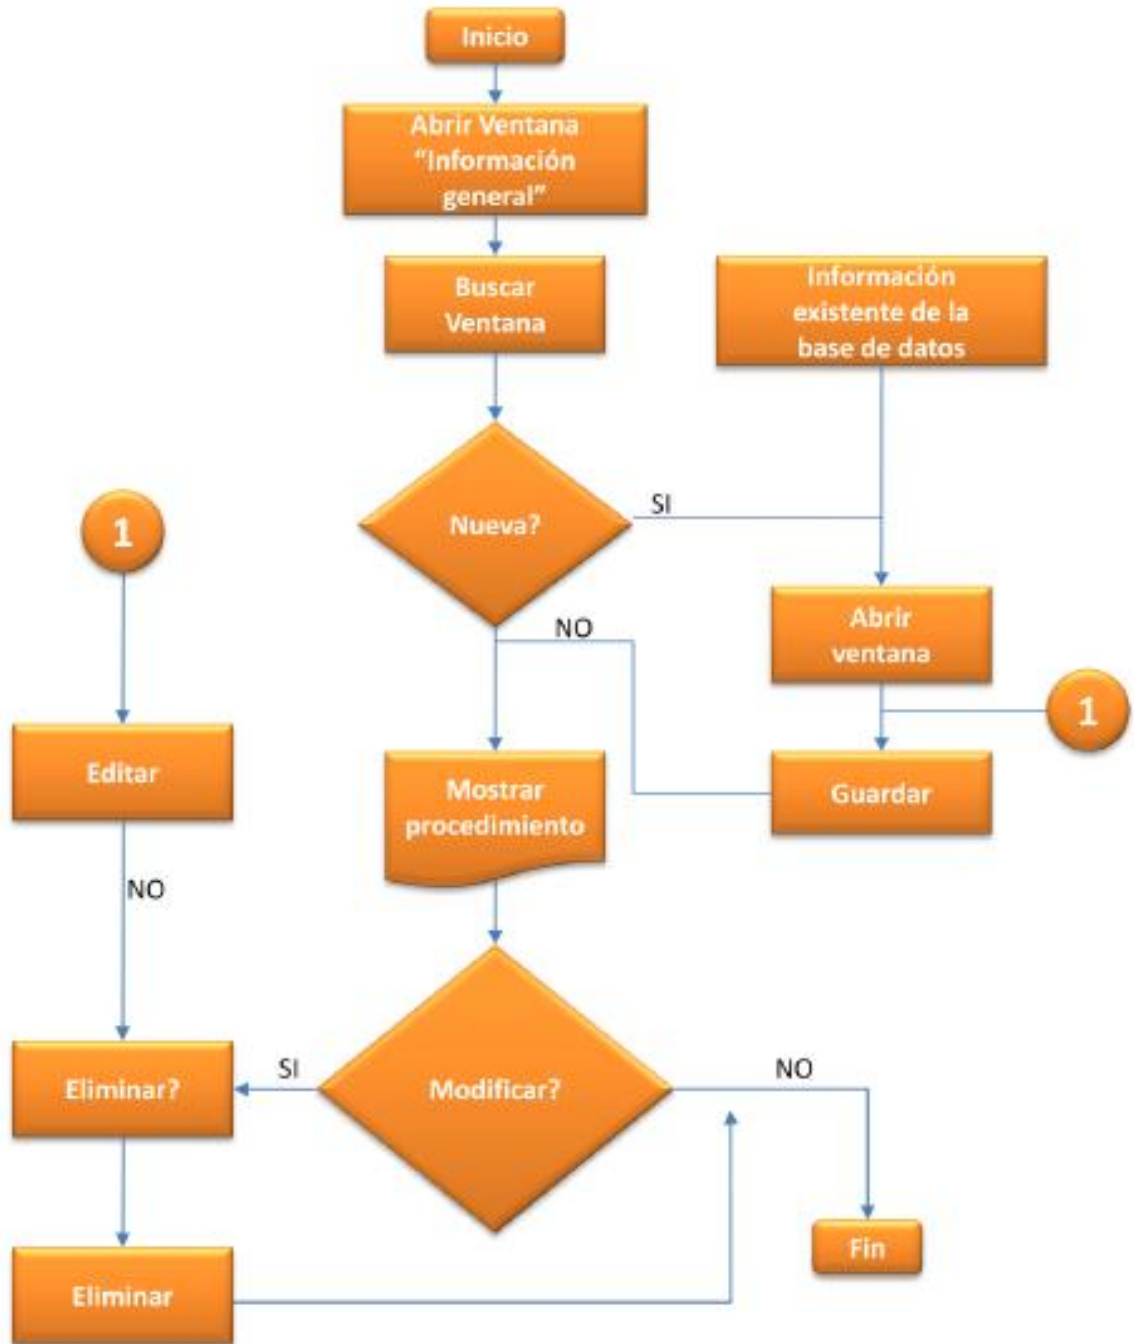 Inicio
Abrir Ventana
“Información
general”
Buscar
Ventana
Información
existente de la
base de datos
Nueva?
SI
1
NO
Abrir
ventana
1
Editar
Mostrar
procedimiento
Guardar
NO
Eliminar?
SI
Modificar?
NO
Eliminar
Fin